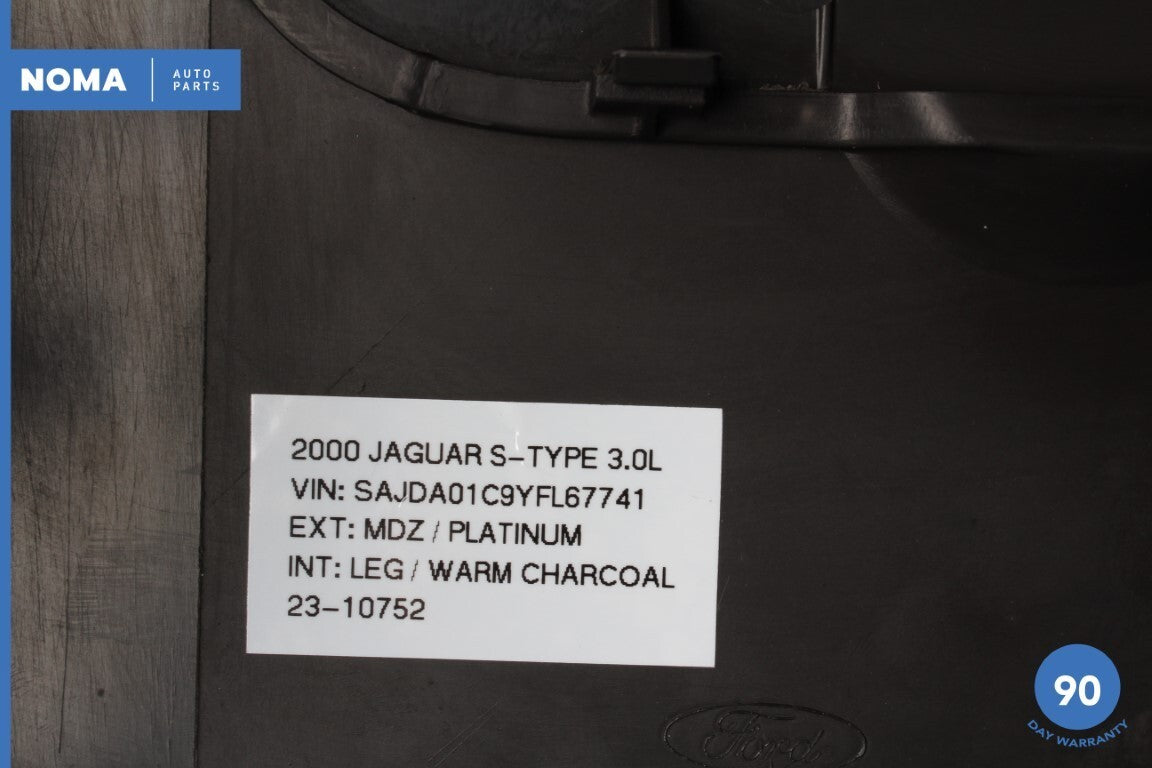 NOMA AUTO PARTS
2000 JAGUAR S-TYPE 3.0L
VIN: SAJDA01C9YFL67741
EXT: MDZ / PLATINUM
INT: LEG / WARM CHARCOAL
23-10752
Ford
90
DAY WARRANTY